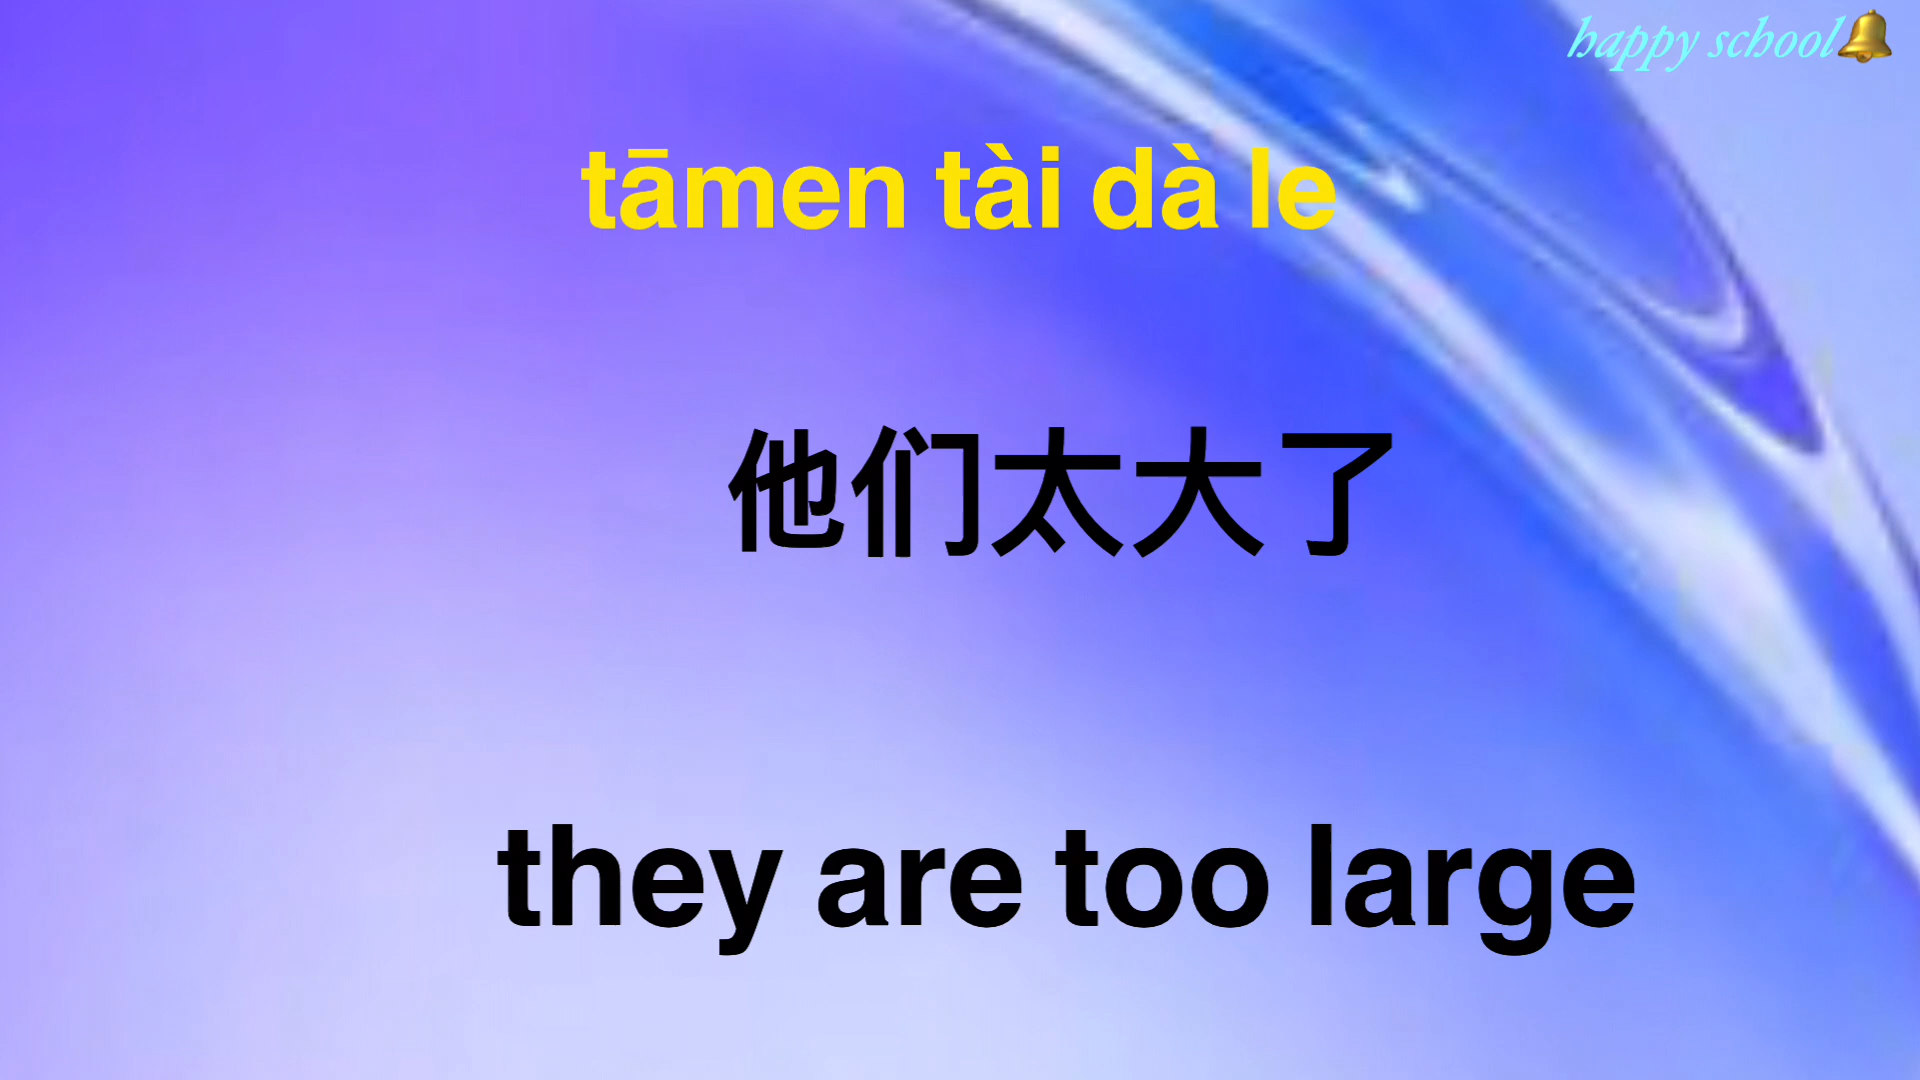 happy school🔔
tāmen tài dà le
他们太大了
they are too large